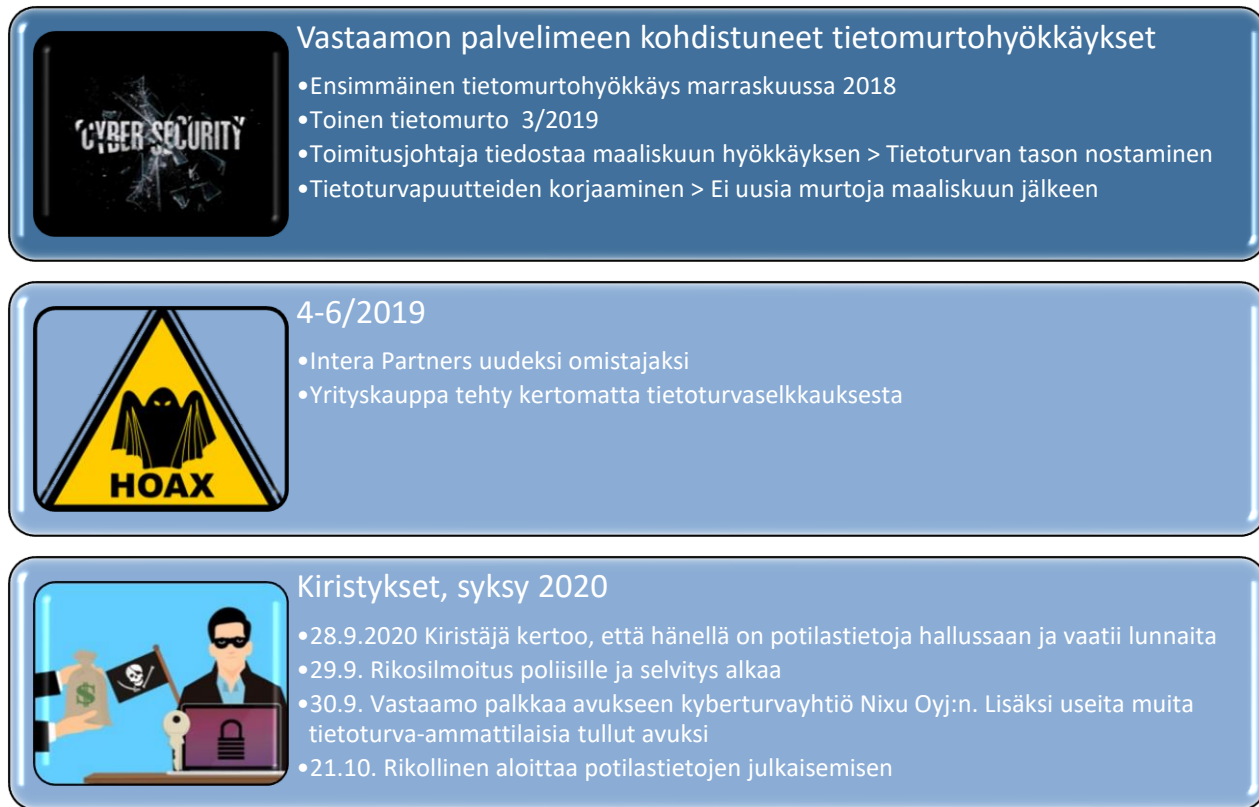 Vastaamon palvelimeen kohdistuneet tietomurtohyökkäykset
CYBER SECURITY
•Ensimmäinen tietomurtohyökkäys marraskuussa 2018
•Toinen tietomurto 3/2019
•Toimitusjohtaja tiedostaa maaliskuun hyökkäyksen > Tietoturvan tason nostaminen
•Tietoturvapuutteiden korjaaminen > Ei uusia murtoja maaliskuun jälkeen
4-6/2019
•Intera Partners uudeksi omistajaksi
•Yrityskauppa tehty kertomatta tietoturvaselkkauksesta
HOAX
Kiristykset, syksy 2020
•28.9.2020 Kiristäjä kertoo, että hänellä on potilastietoja hallussaan ja vaatii lunnaita
•29.9. Rikosilmoitus poliisille ja selvitys alkaa
•30.9. Vastaamo palkkaa avukseen kyberturvayhtiö Nixu Oyj:n. Lisäksi useita muita
tietoturva-ammattilaisia tullut avuksi
•21.10. Rikollinen aloittaa potilastietojen julkaisemisen
$